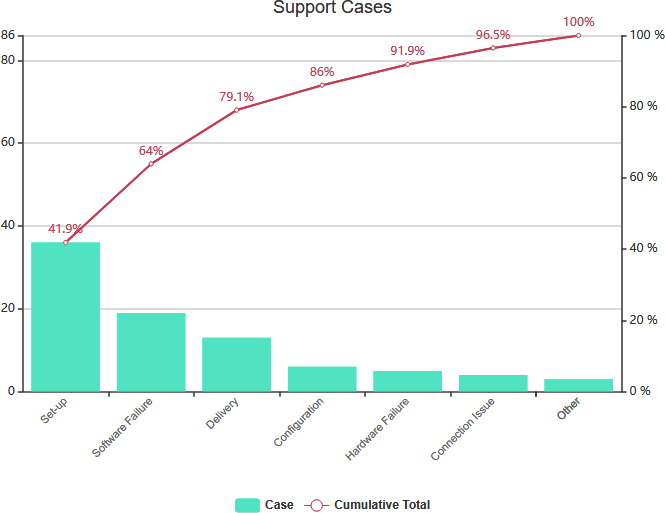 Support Cases
86
80
60
40
20
0
100 %
80 %
60 %
40 %
20 %
0 %
41.9%
64%
79.1%
86%
91.9%
96.5%
100%
Set-up
Software Failure
Delivery
Configuration
Hardware Failure
Connection Issue
Other
Case
Cumulative Total